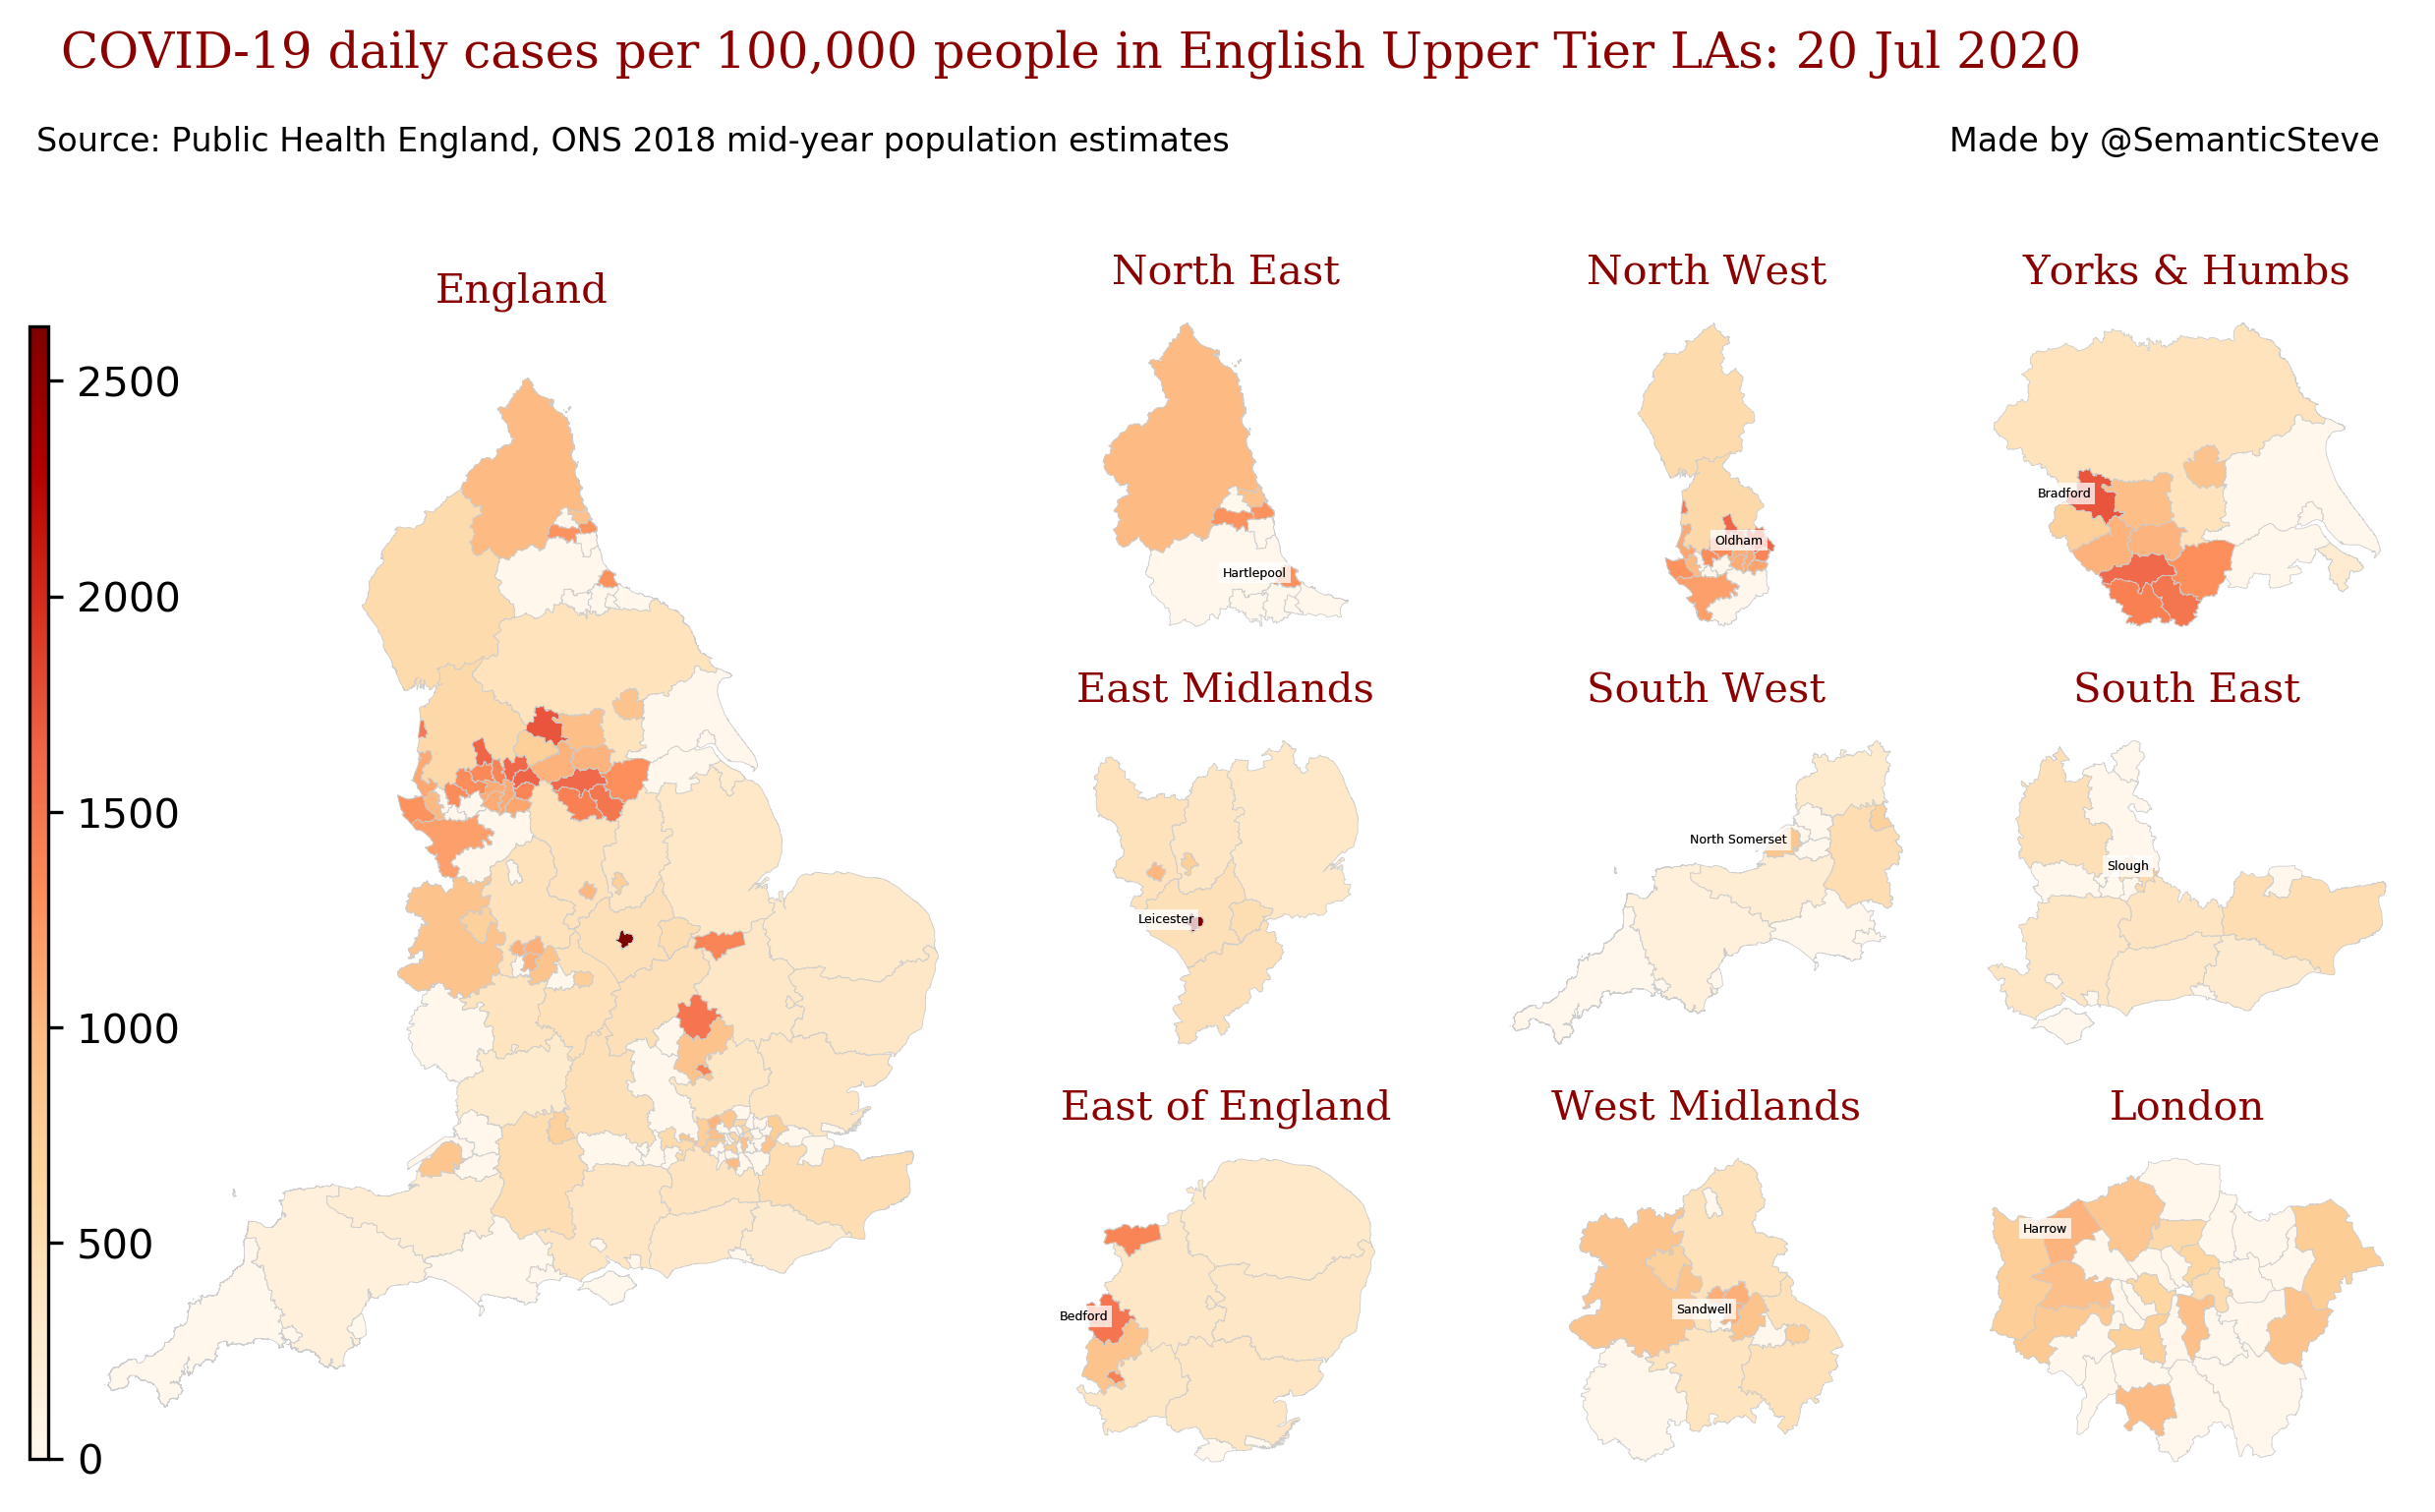 COVID-19 daily cases per 100,000 people in English Upper Tier LAs: 20 Jul 2020
Source: Public Health England, ONS 2018 mid-year population estimates
Made by @SemanticSteve
England
2500
2000
1500
1000
500
0
North East
Hartlepool
North West
Oldham
Yorks & Humbs
Bradford
East Midlands
Leicester
South West
North Somerset
South East
Slough
East of England
Bedford
West Midlands
Sandwell
London
Harrow